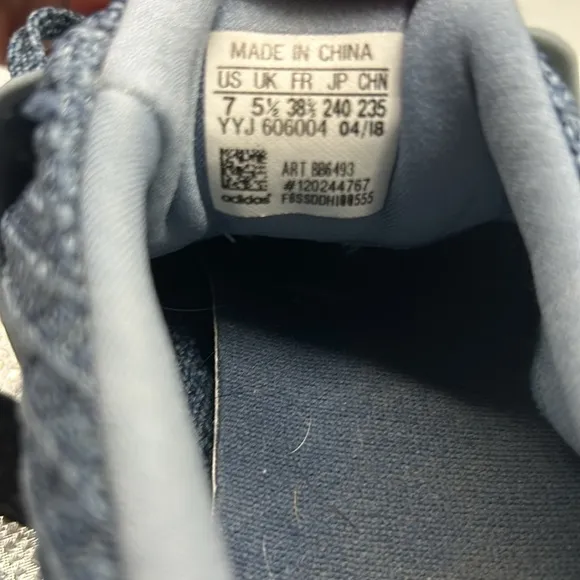 MADE IN CHINA
US UK FR JP CHN
7 5½ 38⅔ 240 235
YYJ 606004 04/18
ART BB6493
#120244767
adidas F6SSDDH100555